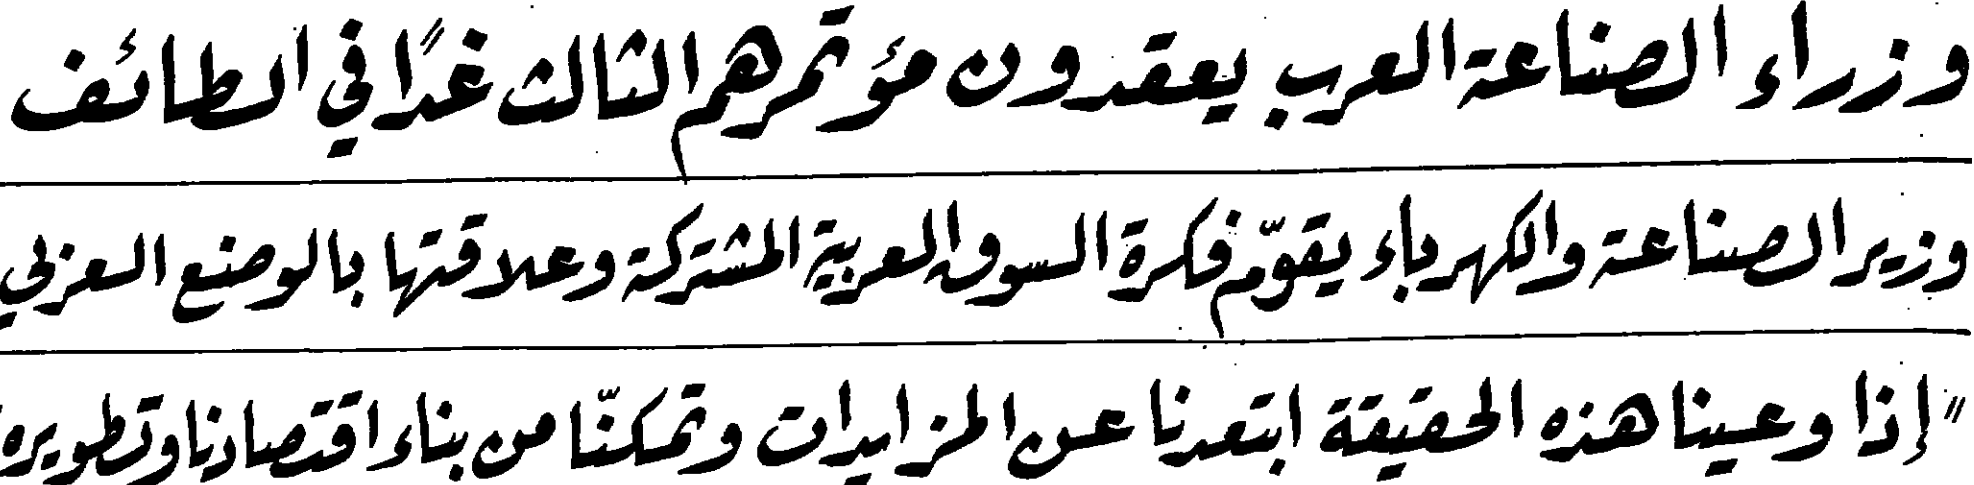 وزراء الصناعة العرب يعقدون مؤتمرهم الثالث غدًا في الطائف
وزير الصناعة والكهرباء يقوّم فكرة السوق العربية المشتركة وعلاقتها بالوضع العربي
"إذا وعينا هذه الحقيقة ابتعدنا عن المزايدات وتمكنّا من بناء اقتصادنا وتطويره